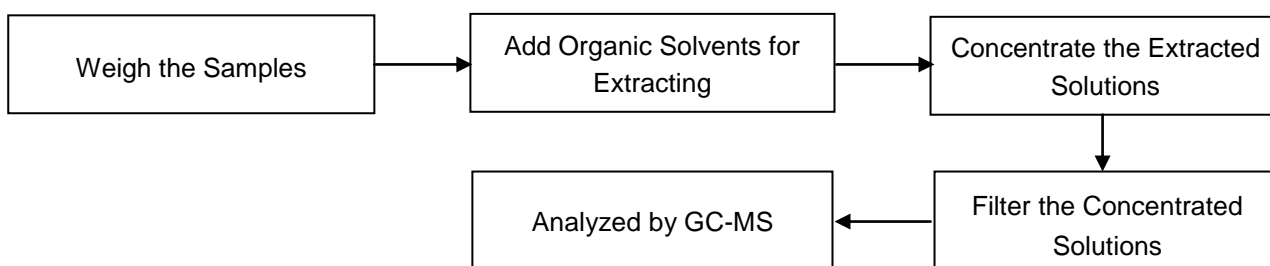 Weigh the Samples
Add Organic Solvents for
Extracting
Concentrate the Extracted
Solutions
Filter the Concentrated
Solutions
Analyzed by GC-MS